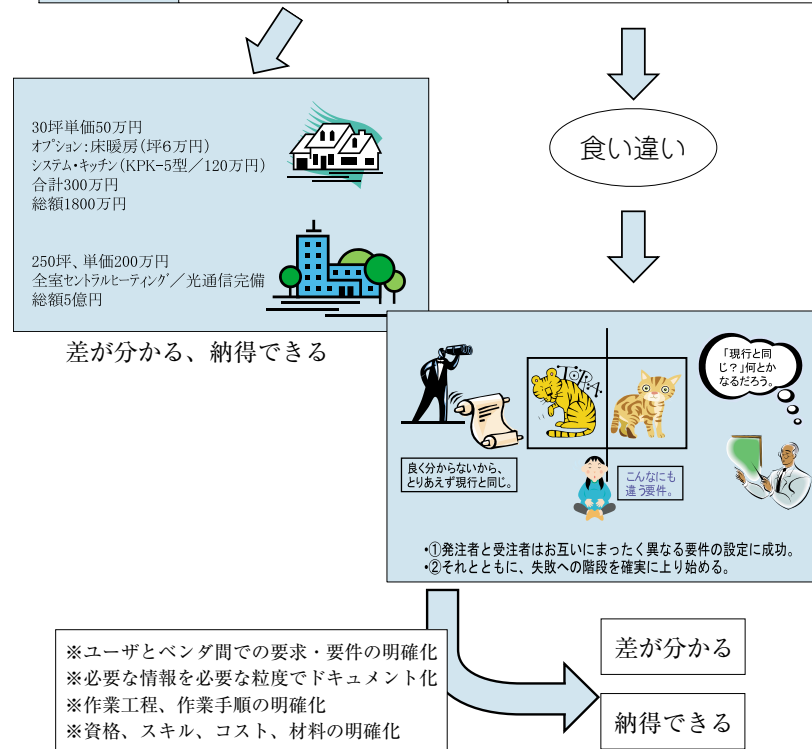 30坪単価50万円
オプション：床暖房（坪6万円）
システム・キッチン（KPK-5型／120万円）
合計300万円
総額1800万円
250坪、単価200万円
全室セントラルヒーティング／光通信完備
総額5億円
差が分かる、納得できる
食い違い
TORA
「現行と同
じ？」何とか
なるだろう。
良く分からないから、
とりあえず現行と同じ。
こんなにも
違う要件。
・①発注者と受注者はお互いにまったく異なる要件の設定に成功。
・②それとともに、失敗への階段を確実に上り始める。
※ユーザとベンダ間での要求・要件の明確化
※必要な情報を必要な粒度でドキュメント化
※作業工程、作業手順の明確化
※資格、スキル、コスト、材料の明確化
差が分かる
納得できる